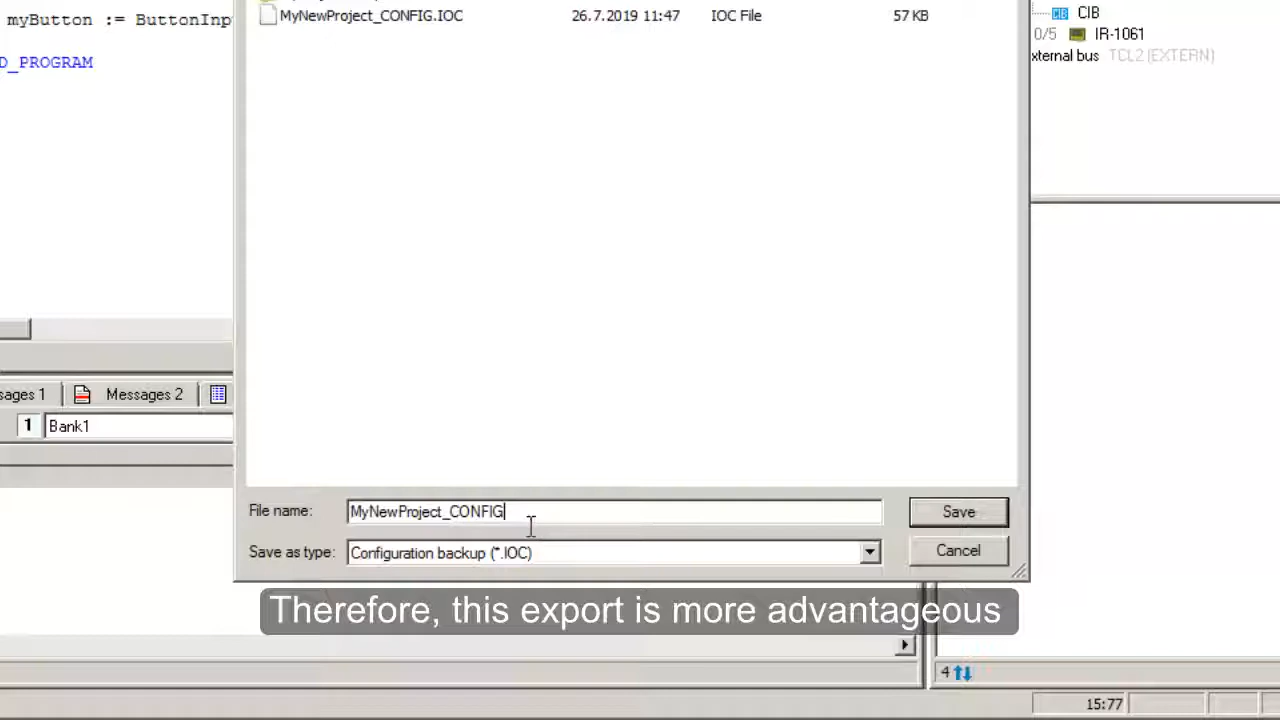 MyNewProject_CONFIG.IOC 26.7.2019 11:47 IOC File 57 KB
CIB CIB
0/5 IR-1061
xternal bus TCL2 (EXTERN)
myButton := ButtonInp
D_PROGRAM
sages 1 Messages 2
1 Bank1
File name: MyNewProject_CONFIG Save
Save as type: Configuration backup (*.IOC) Cancel
Therefore, this export is more advantageous
4
15:77